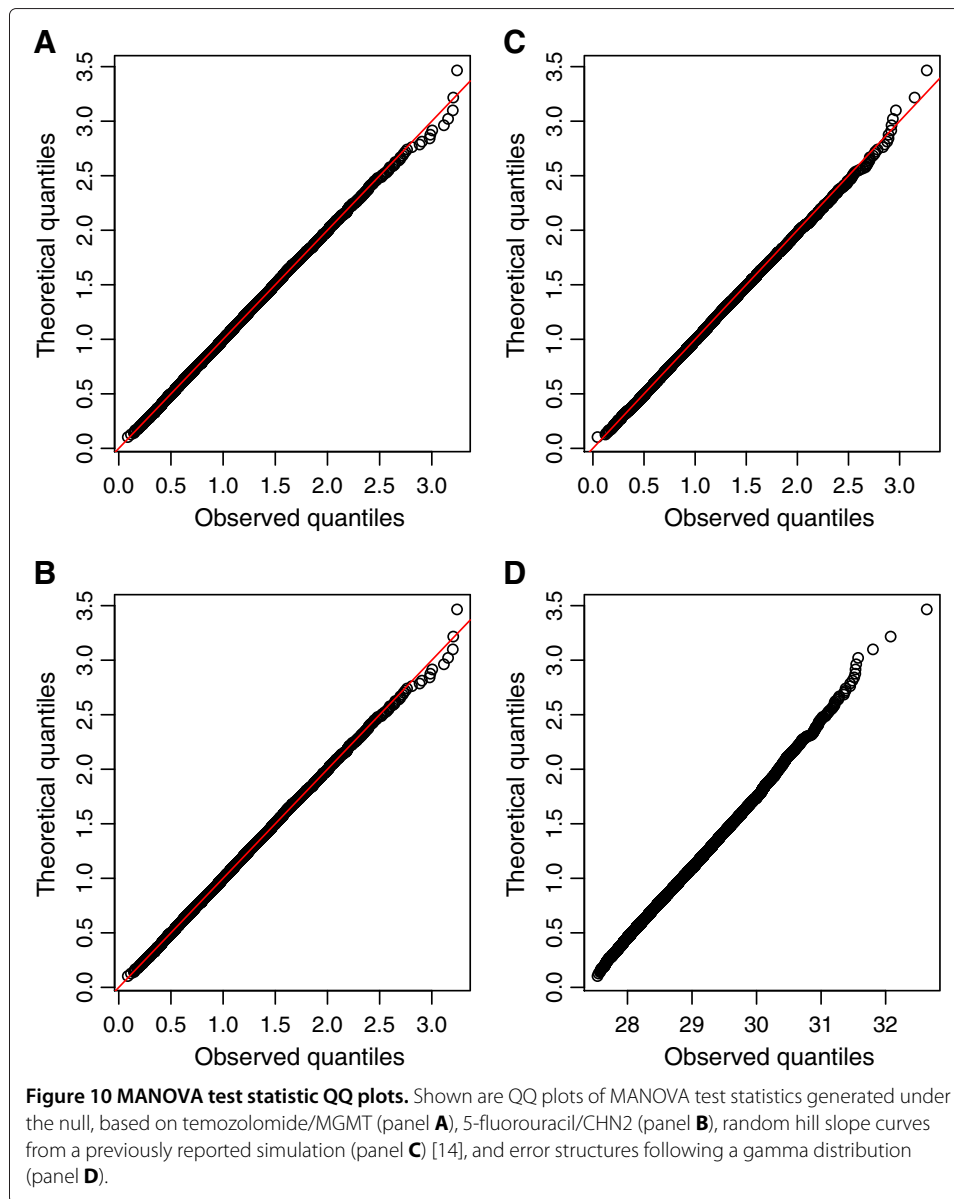 A
3.5
3.0
2.5
2.0
1.5
1.0
0.5
0.0
Theoretical quantiles
0.0 0.5 1.0 1.5 2.0 2.5 3.0
Observed quantiles
C
3.5
3.0
2.5
2.0
1.5
1.0
0.5
0.0
Theoretical quantiles
0.0 0.5 1.0 1.5 2.0 2.5 3.0
Observed quantiles
B
3.5
3.0
2.5
2.0
1.5
1.0
0.5
0.0
Theoretical quantiles
0.0 0.5 1.0 1.5 2.0 2.5 3.0
Observed quantiles
D
3.5
3.0
2.5
2.0
1.5
1.0
0.5
0.0
Theoretical quantiles
28 29 30 31 32
Observed quantiles
Figure 10 MANOVA test statistic QQ plots. Shown are QQ plots of MANOVA test statistics generated under
the null, based on temozolomide/MGMT (panel A), 5-fluorouracil/CHN2 (panel B), random hill slope curves
from a previously reported simulation (panel C) [14], and error structures following a gamma distribution
(panel D).